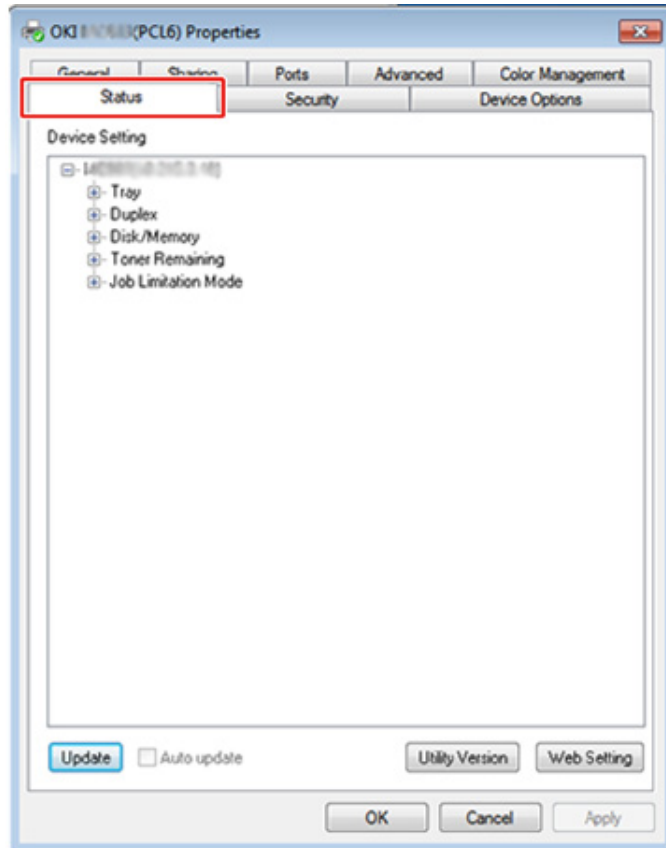 OKI (PCL6) Properties
General Sharing Ports Advanced Color Management
Status Security Device Options
Device Setting
Tray
Duplex
Disk/Memory
Toner Remaining
Job Limitation Mode
Update Auto update Utility Version Web Setting
OK Cancel Apply